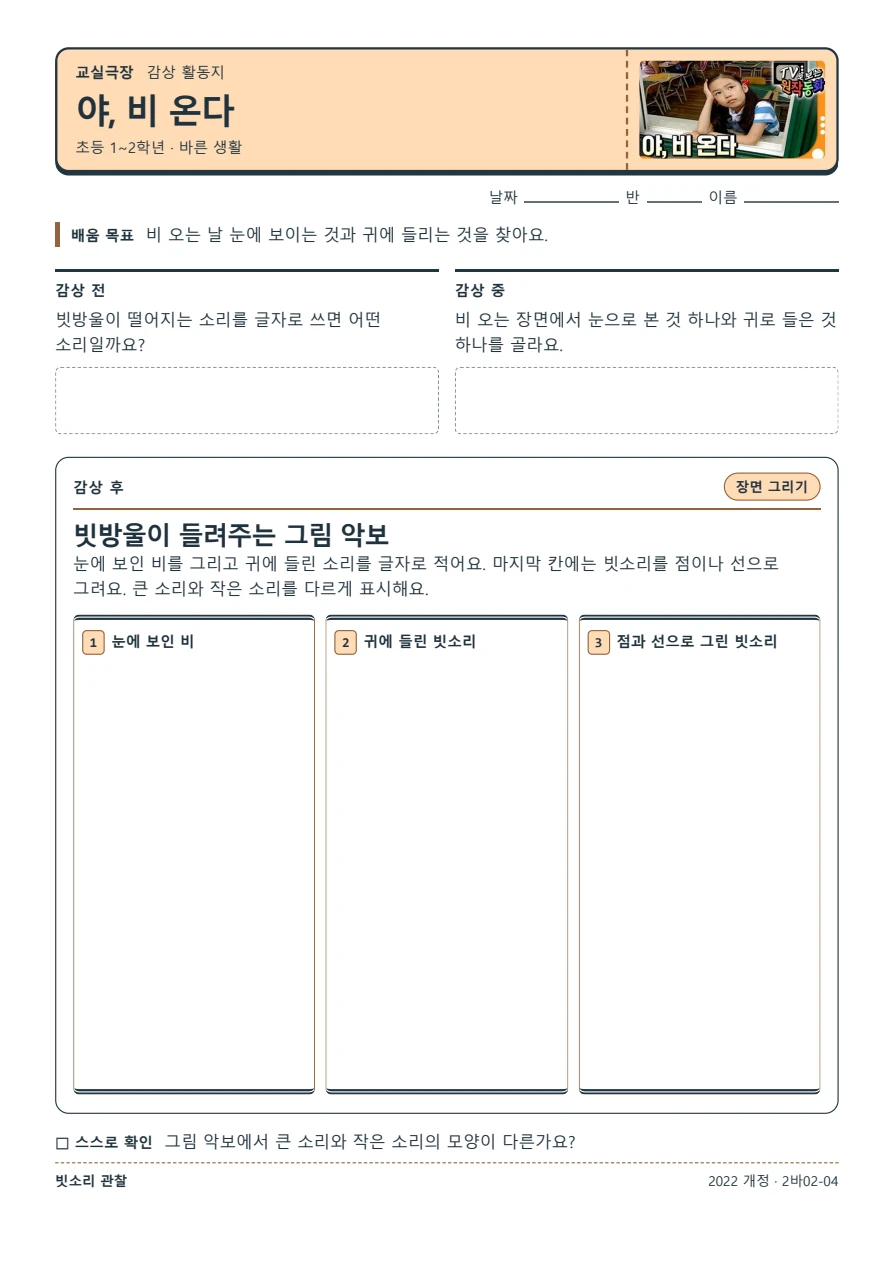 교실극장 감상 활동지
야, 비 온다
초등 1~2학년 · 바른 생활
TV로 보는
원작동화
야, 비 온다
날짜 반 이름
배움 목표 비 오는 날 눈에 보이는 것과 귀에 들리는 것을 찾아요.
감상 전
빗방울이 떨어지는 소리를 글자로 쓰면 어떤
소리일까요?
감상 중
비 오는 장면에서 눈으로 본 것 하나와 귀로 들은 것
하나를 골라요.
감상 후
장면 그리기
빗방울이 들려주는 그림 악보
눈에 보인 비를 그리고 귀에 들린 소리를 글자로 적어요. 마지막 칸에는 빗소리를 점이나 선으로
그려요. 큰 소리와 작은 소리를 다르게 표시해요.
1 눈에 보인 비
2 귀에 들린 빗소리
3 점과 선으로 그린 빗소리
□ 스스로 확인 그림 악보에서 큰 소리와 작은 소리의 모양이 다른가요?
빗소리 관찰
2022 개정 · 2바02-04